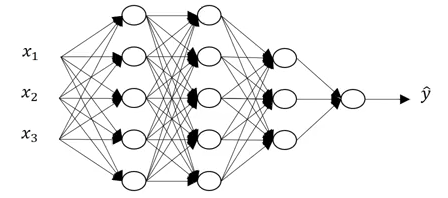 x₁
x₂
x₃
ŷ